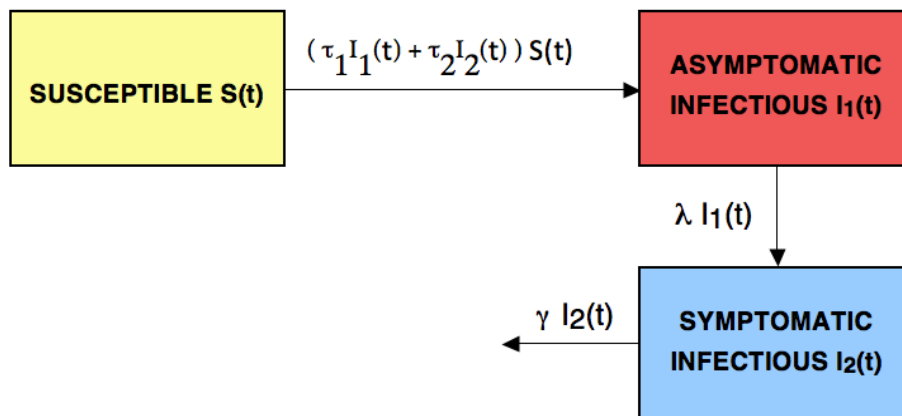 ( τ₁I₁(t) + τ₂I₂(t) ) S(t)
SUSCEPTIBLE S(t)
ASYMPTOMATIC
INFECTIOUS I₁(t)
λ I₁(t)
γ I₂(t)
SYMPTOMATIC
INFECTIOUS I₂(t)